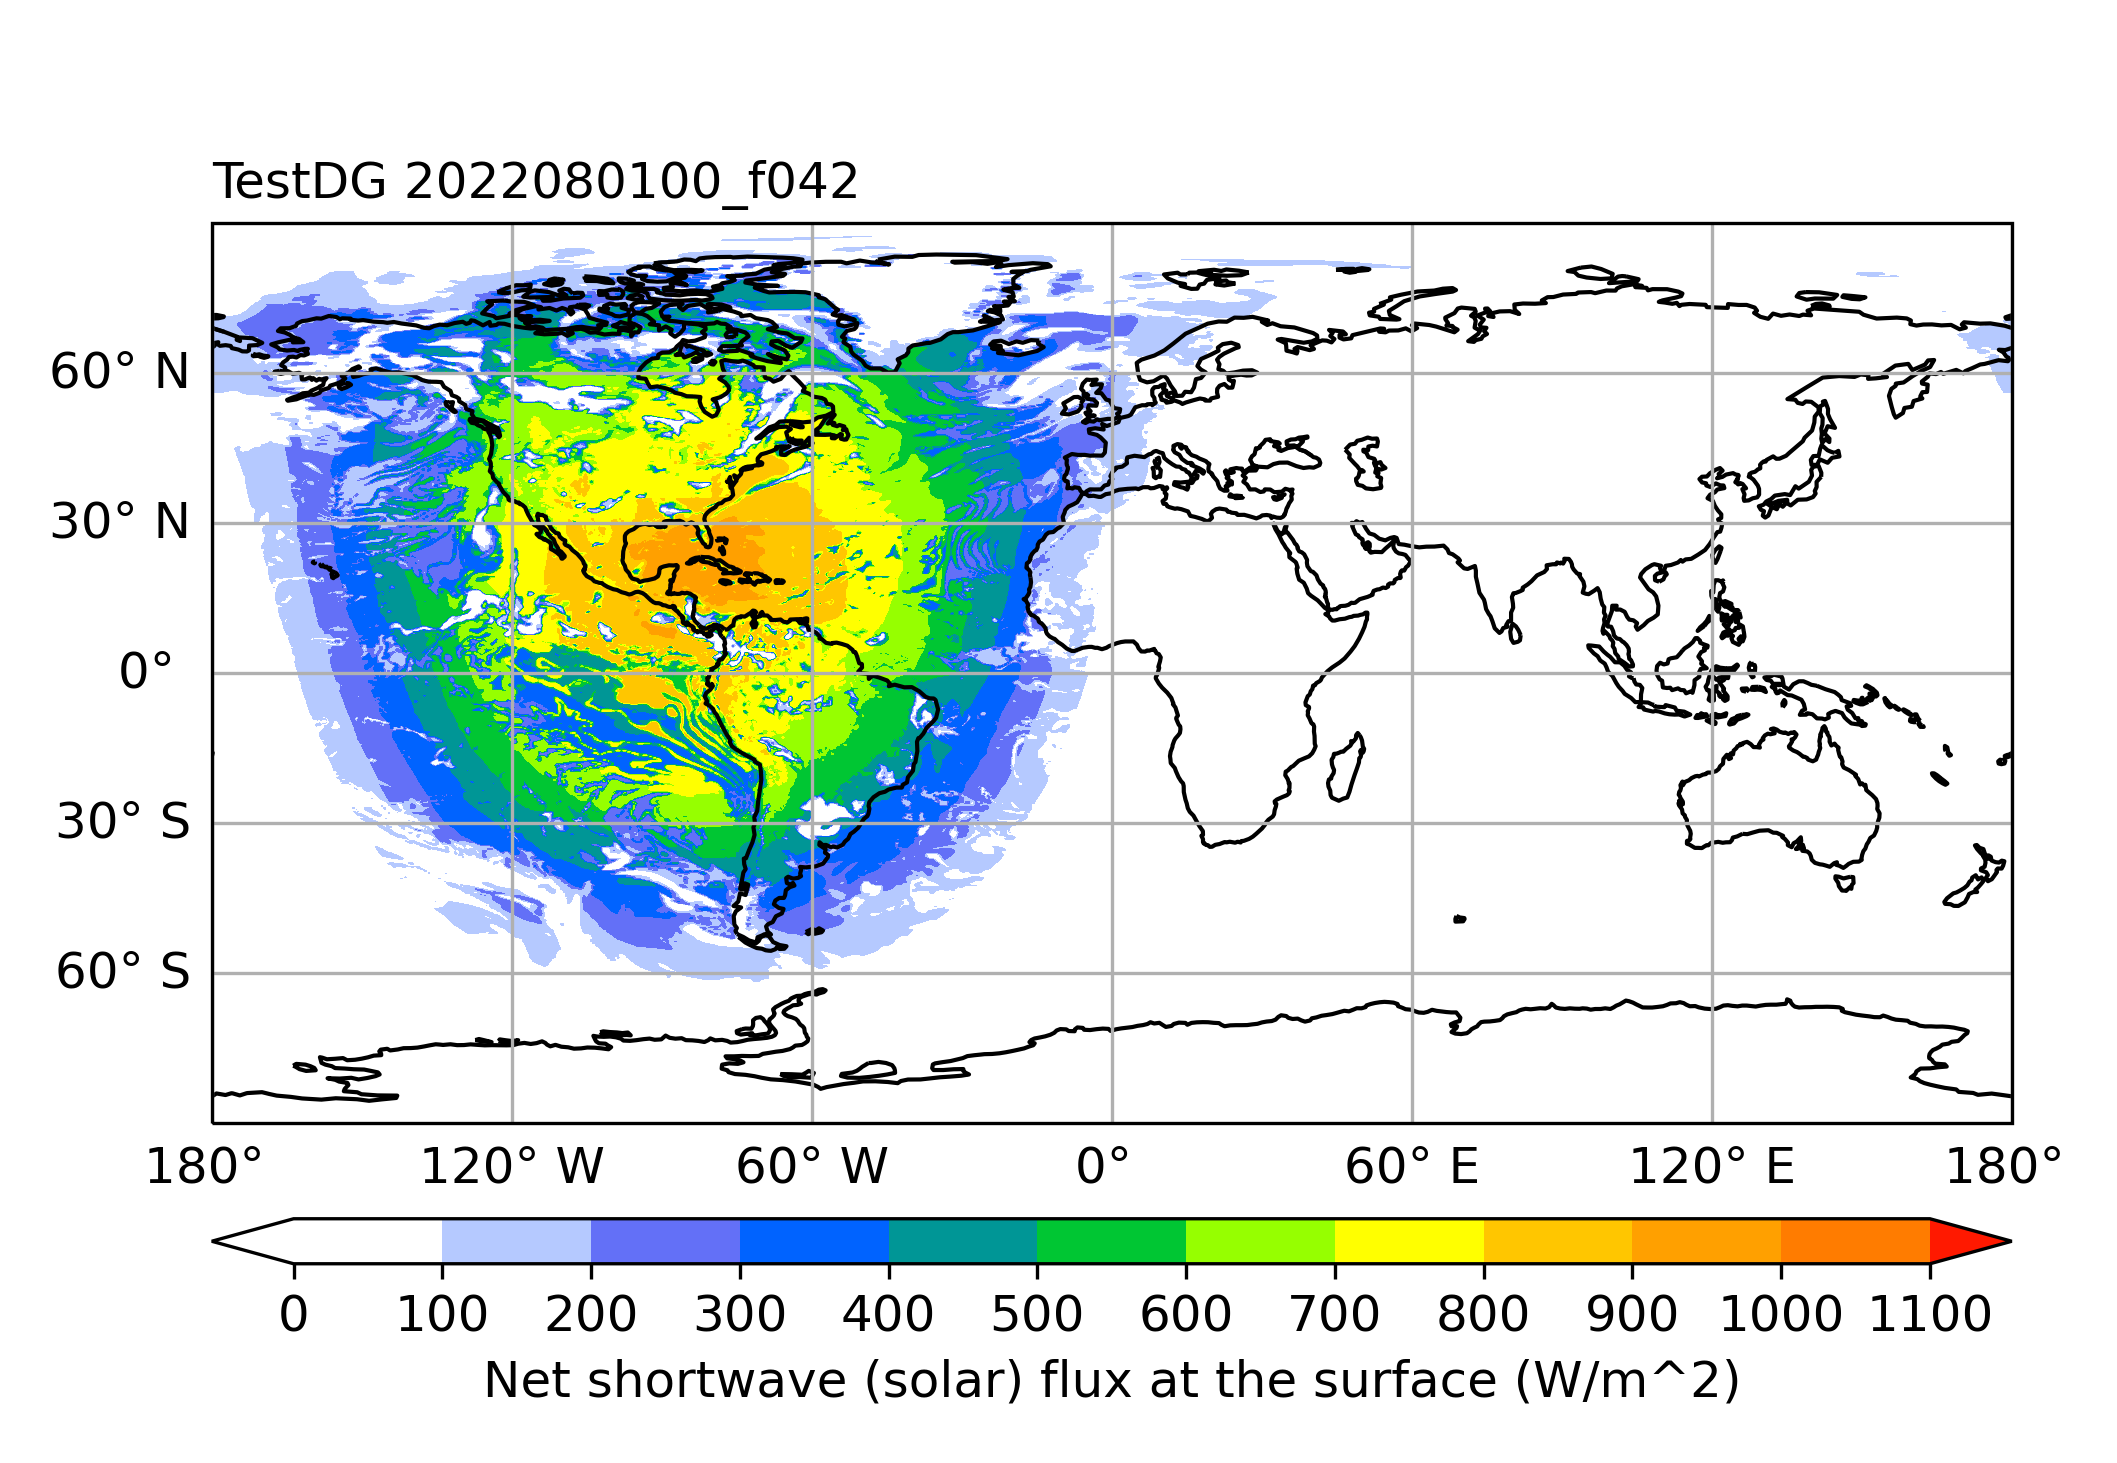 TestDG 2022080100_f042
60° N
30° N
0°
30° S
60° S
180° 120° W 60° W 0° 60° E 120° E 180°
0 100 200 300 400 500 600 700 800 900 1000 1100
Net shortwave (solar) flux at the surface (W/m^2)